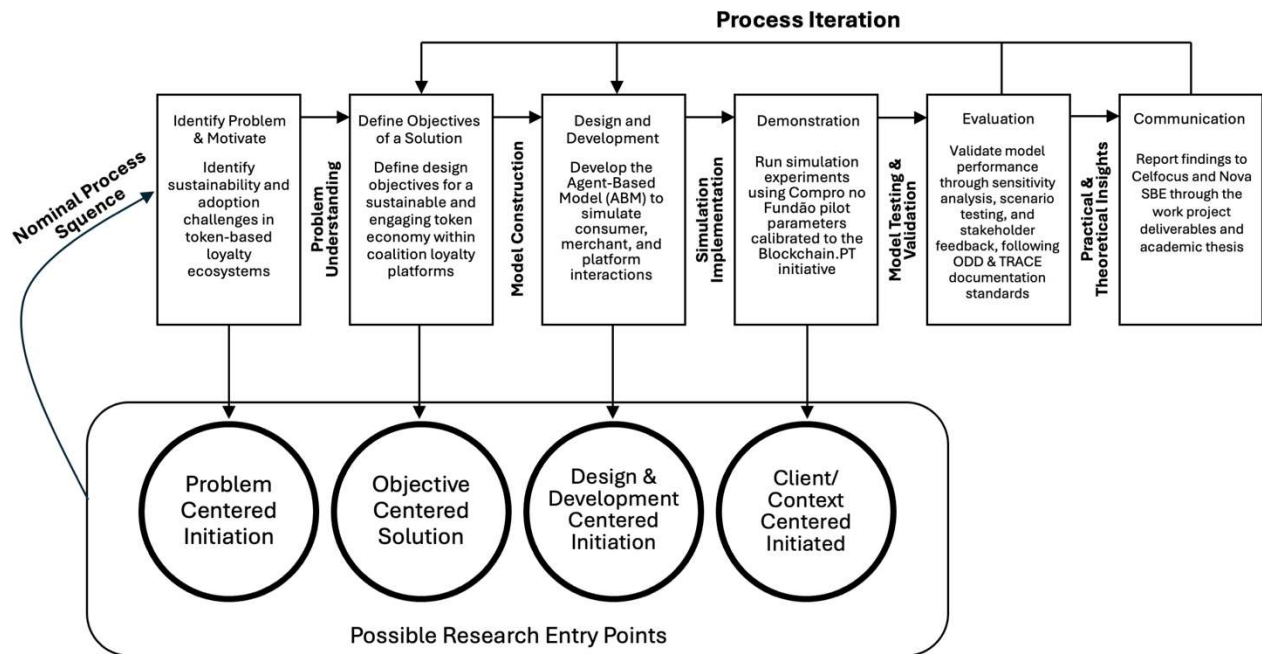 Process Iteration
Nominal Process
Squence
Identify Problem
& Motivate
Identify
sustainability and
adoption
challenges in
token-based
loyalty
ecosystems
Problem
Understanding
Define Objectives
of a Solution
Define design
objectives for a
sustainable and
engaging token
economy within
coalition loyalty
platforms
Model Construction
Design and
Development
Develop the
Agent-Based
Model (ABM) to
simulate
consumer,
merchant, and
platform
interactions
Simulation
Implementation
Demonstration
Run simulation
experiments
using Compro no
Fundão pilot
parameters
calibrated to the
Blockchain.PT
initiative
Model Testing &
Validation
Evaluation
Validate model
performance
through sensitivity
analysis, scenario
testing, and
stakeholder
feedback, following
ODD & TRACE
documentation
standards
Practical &
Theoretical Insights
Communication
Report findings to
Celfocus and Nova
SBE through the
work project
deliverables and
academic thesis
Problem
Centered
Initiation
Objective
Centered
Solution
Design &
Development
Centered
Initiation
Client/
Context
Centered
Initiated
Possible Research Entry Points